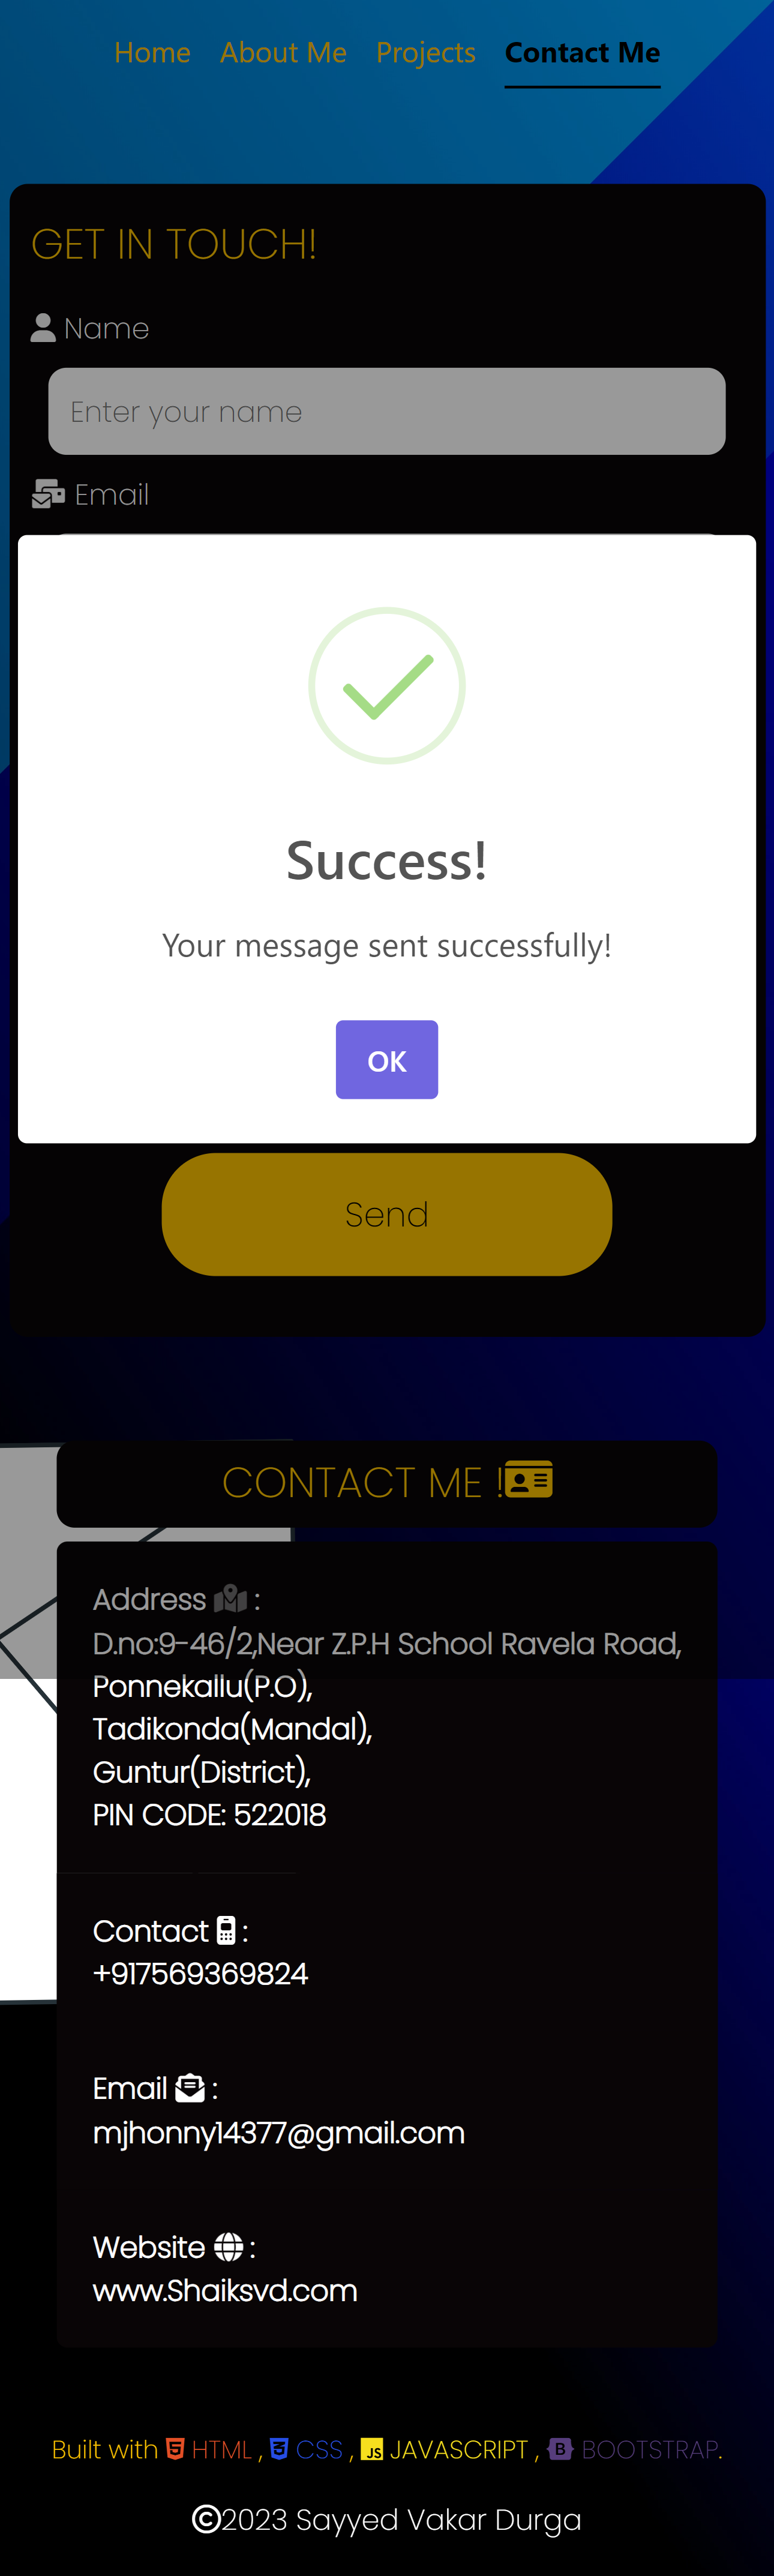 Home About Me Projects Contact Me
GET IN TOUCH!
Name
Enter your name
Email
Success!
Your message sent successfully!
OK
Send
CONTACT ME !
Address :
D.no:9-46/2,Near Z.P.H School Ravela Road,
Ponnekallu(P.O),
Tadikonda(Mandal),
Guntur(District),
PIN CODE: 522018
Contact :
+917569369824
Email :
mjhonny14377@gmail.com
Website :
www.Shaiksvd.com
Built with 5 HTML , 3 CSS , JS JAVASCRIPT , B BOOTSTRAP.
©2023 Sayyed Vakar Durga